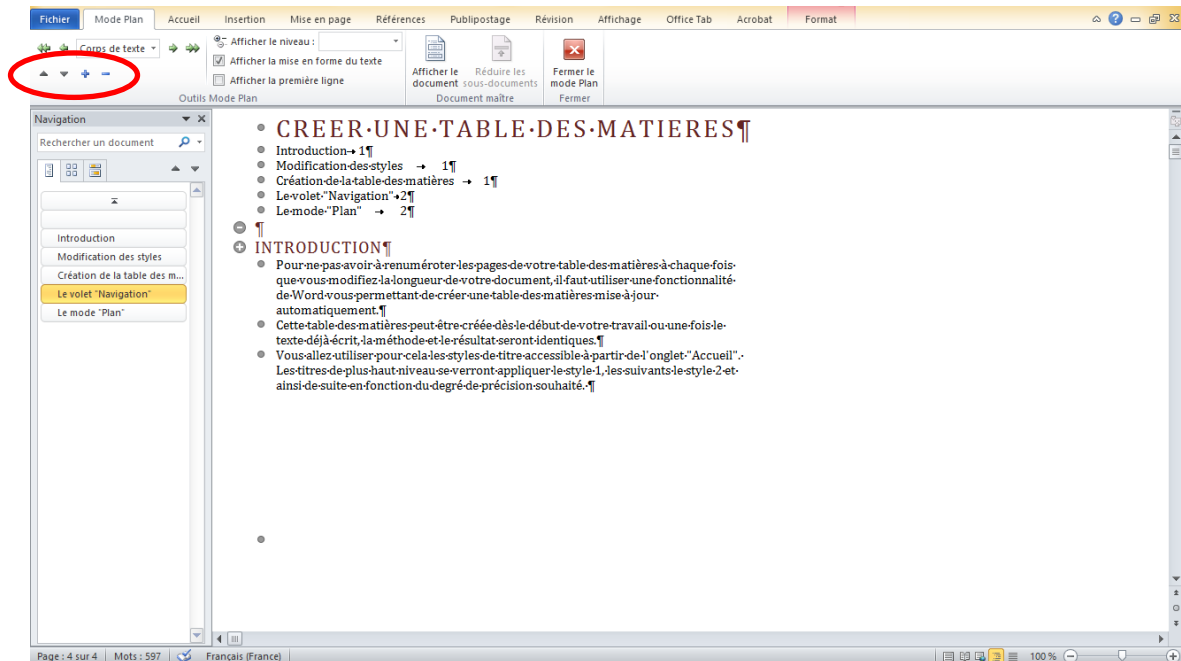 Fichier Mode Plan Accueil Insertion Mise en page Références Publipostage Révision Affichage Office Tab Acrobat Format
Corps de texte
Afficher le niveau :
Afficher la mise en forme du texte
Afficher la première ligne
Afficher le document
Réduire les sous-documents
Fermer le mode Plan
Outils Mode Plan
Document maître
Fermer
Navigation
Rechercher un document
Introduction
Modification des styles
Création de la table des m...
Le volet "Navigation"
Le mode "Plan"
CREER·UNE·TABLE·DES·MATIERES¶
Introduction→1¶
Modification·des·styles → 1¶
Création·de·la·table·des·matières → 1¶
Le·volet·"Navigation"→2¶
Le·mode·"Plan" → 2¶
¶
INTRODUCTION¶
Pour·ne·pas·avoir·à·renuméroter·les·pages·de·votre·table·des·matières·à·chaque·fois·
que·vous·modifiez·la·longueur·de·votre·document,·il·faut·utiliser·une·fonctionnalité·
de·Word·vous·permettant·de·créer·une·table·des·matières·mise·à·jour·
automatiquement.¶
Cette·table·des·matières·peut·être·créée·dès·le·début·de·votre·travail·ou·une·fois·le·
texte·déjà·écrit,·la·méthode·et·le·résultat·seront·identiques.¶
Vous·allez·utiliser·pour·cela·les·styles·de·titre·accessible·à·partir·de·l'onglet·"Accueil".·
Les·titres·de·plus·haut·niveau·se·verront·appliquer·le·style·1,·les·suivants·le·style·2·et·
ainsi·de·suite·en·fonction·du·degré·de·précision·souhaité.·¶
Page : 4 sur 4 Mots : 597 Français (France) 100 %